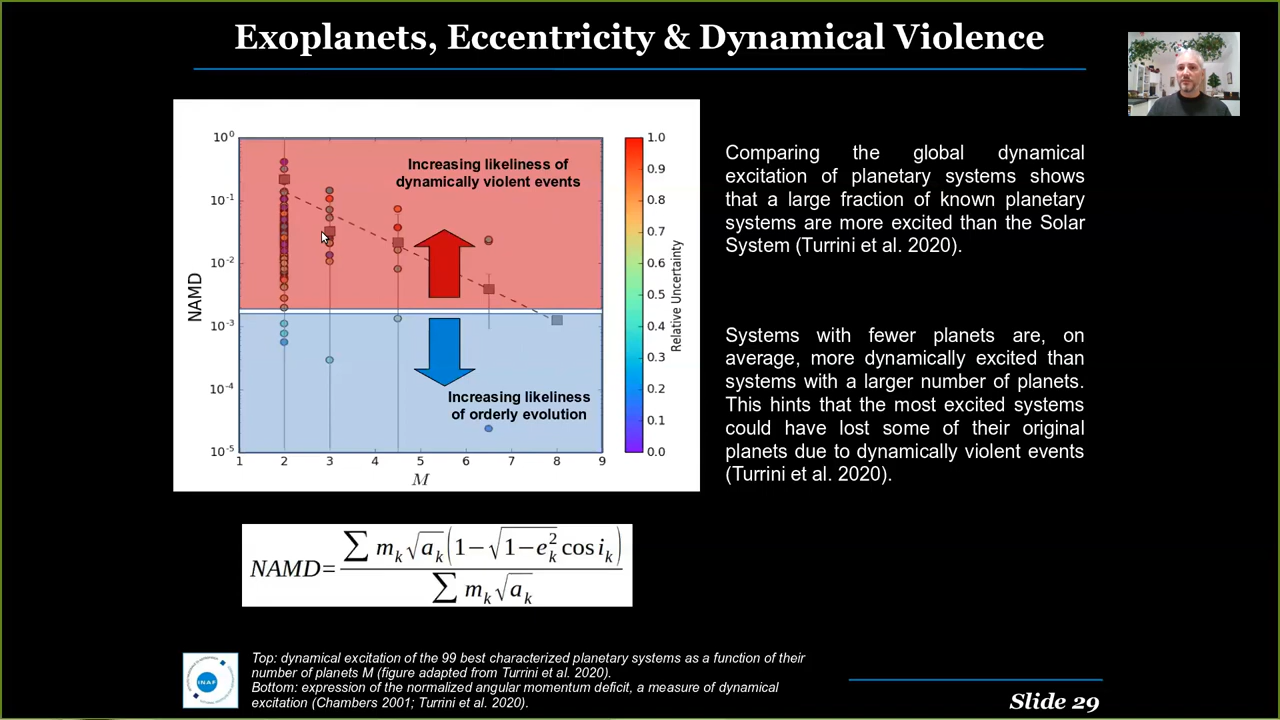 Exoplanets, Eccentricity & Dynamical Violence
10^0
10^-1
10^-2
10^-3
10^-4
10^-5
NAMD
Increasing likeliness of
dynamically violent events
Increasing likeliness
of orderly evolution
1 2 3 4 5 6 7 8 9
M
1.0
0.9
0.8
0.7
0.6
0.5
0.4
0.3
0.2
0.1
0.0
Relative Uncertainty
Comparing the global dynamical
excitation of planetary systems shows
that a large fraction of known planetary
systems are more excited than the Solar
System (Turrini et al. 2020).
Systems with fewer planets are, on
average, more dynamically excited than
systems with a larger number of planets.
This hints that the most excited systems
could have lost some of their original
planets due to dynamically violent events
(Turrini et al. 2020).
NAMD = ∑ m_k √a_k (1 − √(1 − e_k^2) cos i_k) / ∑ m_k √a_k
INAF
Top: dynamical excitation of the 99 best characterized planetary systems as a function of their
number of planets M (figure adapted from Turrini et al. 2020).
Bottom: expression of the normalized angular momentum deficit, a measure of dynamical
excitation (Chambers 2001; Turrini et al. 2020).
Slide 29